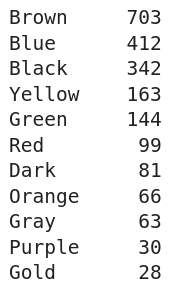 Brown 703
Blue 412
Black 342
Yellow 163
Green 144
Red 99
Dark 81
Orange 66
Gray 63
Purple 30
Gold 28